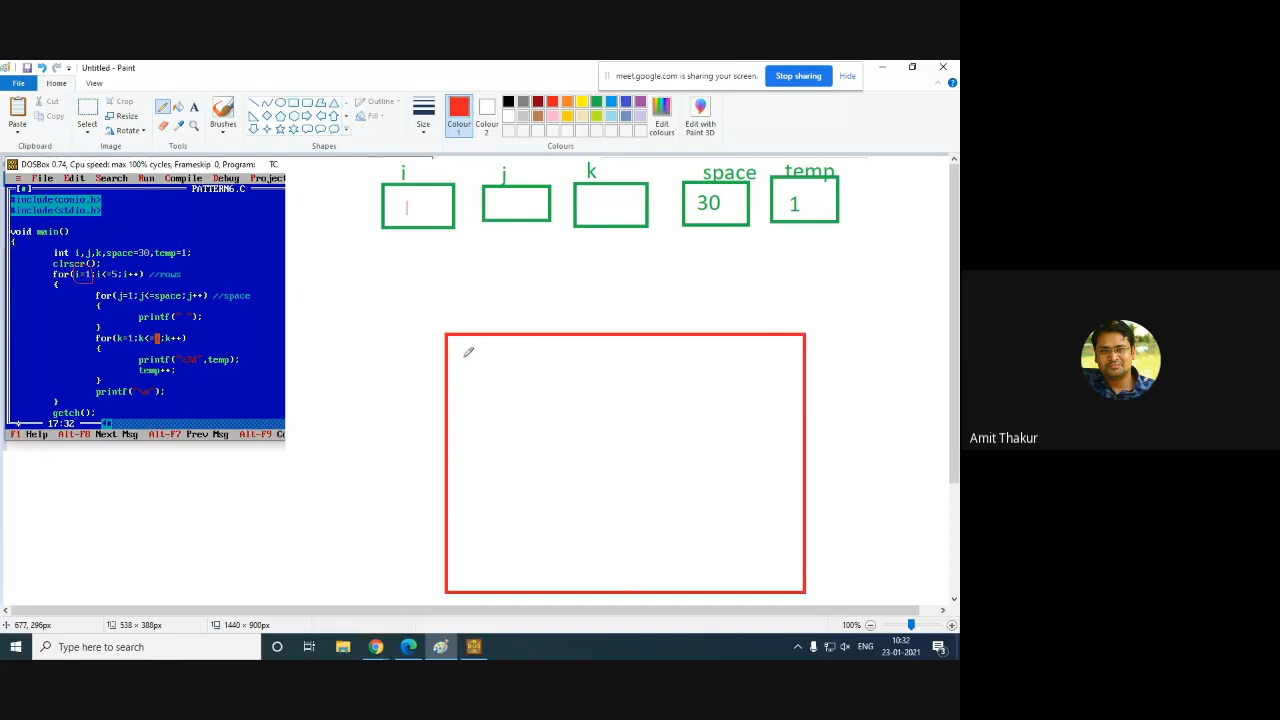 Untitled - Paint
meet.google.com is sharing your screen. Stop sharing Hide
File Home View
Paste Cut Copy Select Crop Resize Rotate Brushes Outline Fill Size Colour 1 Colour 2 Edit colours Edit with Paint 3D
Clipboard Image Tools Shapes Colours
DOSBox 0.74, Cpu speed: max 100% cycles, Frameskip 0, Program: TC
≡ File Edit Search Run Compile Debug Project
PATTERN6.C
#include<conio.h>
#include<stdio.h>
void main()
{
int i,j,k,space=30,temp=1;
clrscr();
for(i=1;i<=5;i++) //rows
{
for(j=1;j<=space;j++) //space
{
printf(" ");
}
for(k=1;k<=i;k++)
{
printf("%3d",temp);
temp++;
}
printf("\n");
}
getch();
17:32
F1 Help Alt-F8 Next Msg Alt-F7 Prev Msg Alt-F9 Co
i j k space temp
1 30 1
677, 296px 538 × 388px 1440 × 900px 100%
Type here to search
ENG 10:32 23-01-2021 3
Amit Thakur